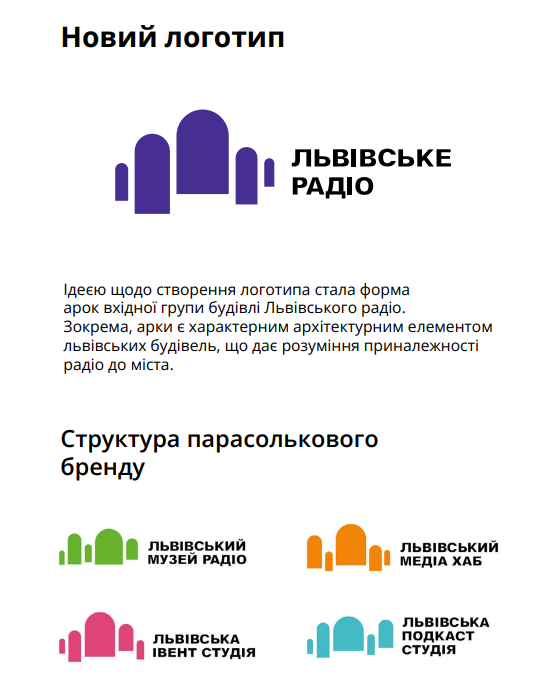 Новий логотип
ЛЬВІВСЬКЕ
РАДІО
Ідеєю щодо створення логотипа стала форма
арок вхідної групи будівлі Львівського радіо.
Зокрема, арки є характерним архітектурним елементом
львівських будівель, що дає розуміння приналежності
радіо до міста.
Структура парасолькового
бренду
ЛЬВІВСЬКИЙ
МУЗЕЙ РАДІО
ЛЬВІВСЬКИЙ
МЕДІА ХАБ
ЛЬВІВСЬКА
ІВЕНТ СТУДІЯ
ЛЬВІВСЬКА
ПОДКАСТ
СТУДІЯ